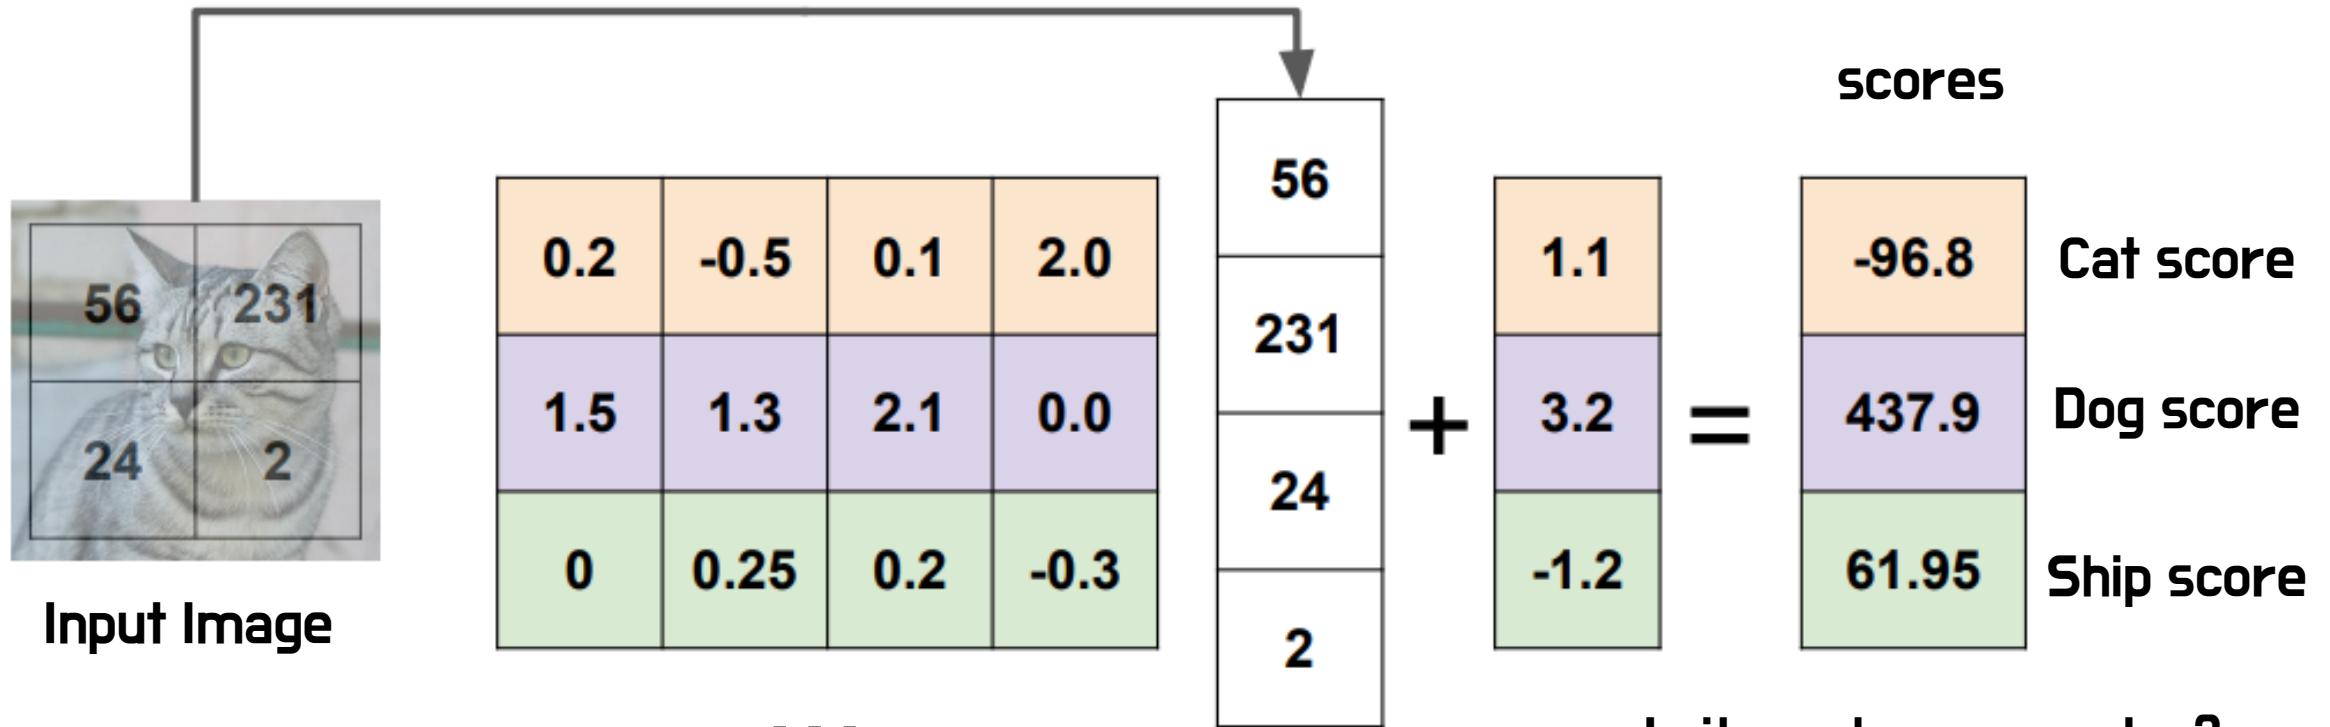 scores
56 231
24 2
Input Image
0.2 -0.5 0.1 2.0
1.5 1.3 2.1 0.0
0 0.25 0.2 -0.3
56
231
24
2
+
1.1
3.2
-1.2
=
-96.8 Cat score
437.9 Dog score
61.95 Ship score